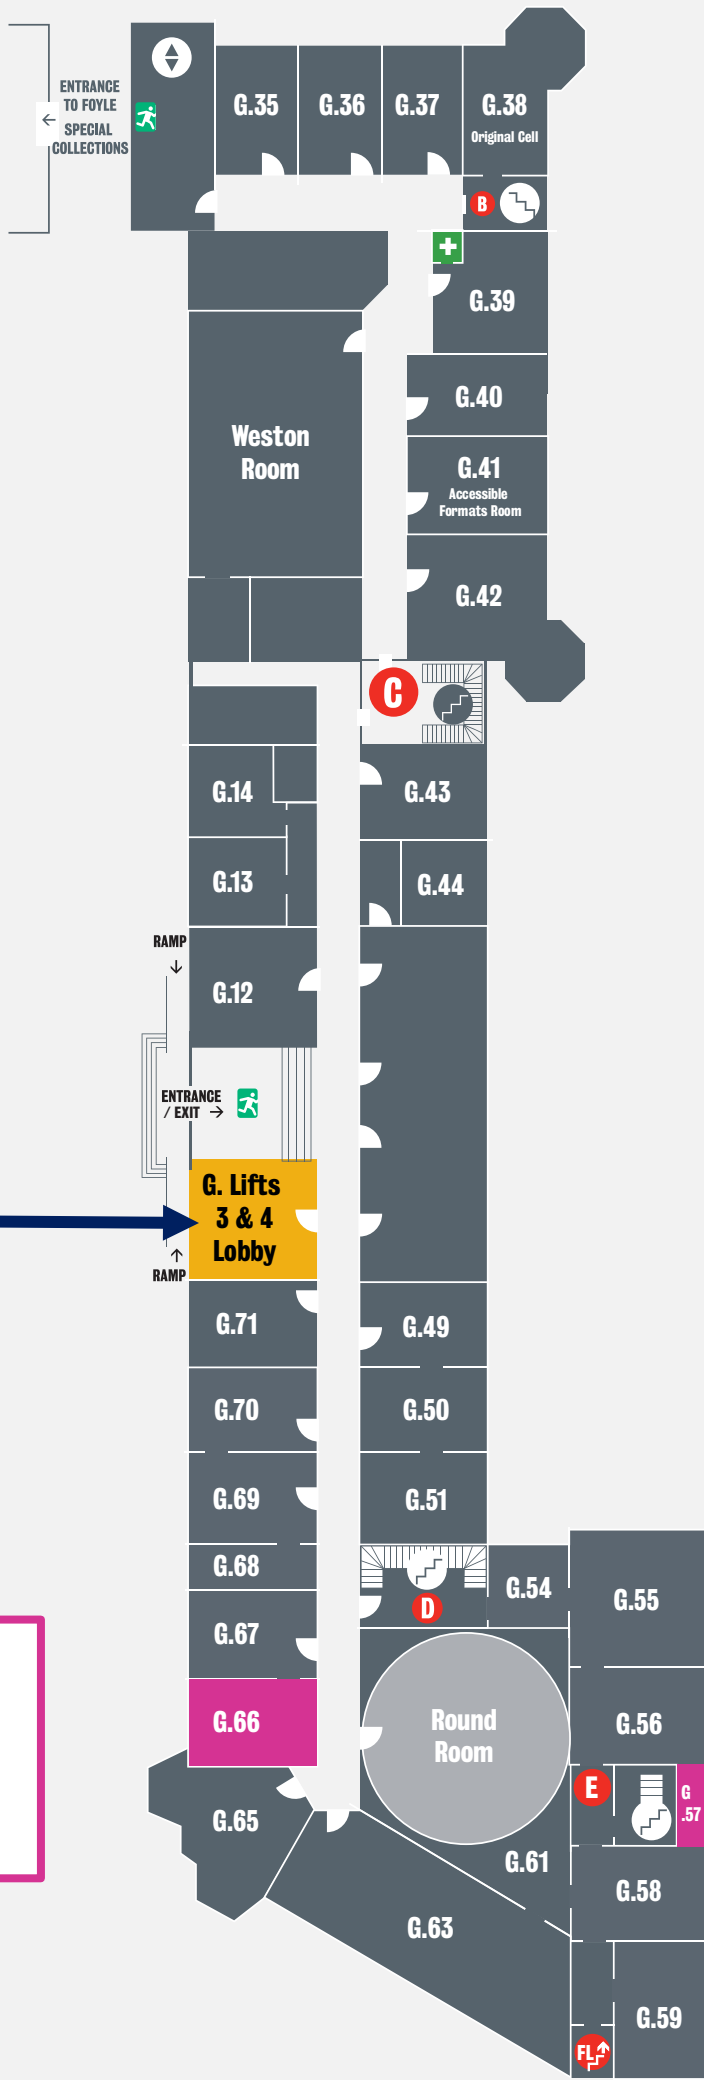 ENTRANCE
TO FOYLE
SPECIAL
COLLECTIONS
G.35
G.36
G.37
G.38
Original Cell
B
G.39
G.40
Weston
Room
G.41
Accessible
Formats Room
G.42
C
G.14
G.43
G.13
G.44
RAMP
G.12
ENTRANCE
/ EXIT
G. Lifts
3 & 4
Lobby
RAMP
G.71
G.49
G.70
G.50
G.69
G.51
G.68
G.54
G.55
D
G.67
G.66
Round
Room
G.56
E
G
.57
G.65
G.61
G.58
G.63
G.59
FL